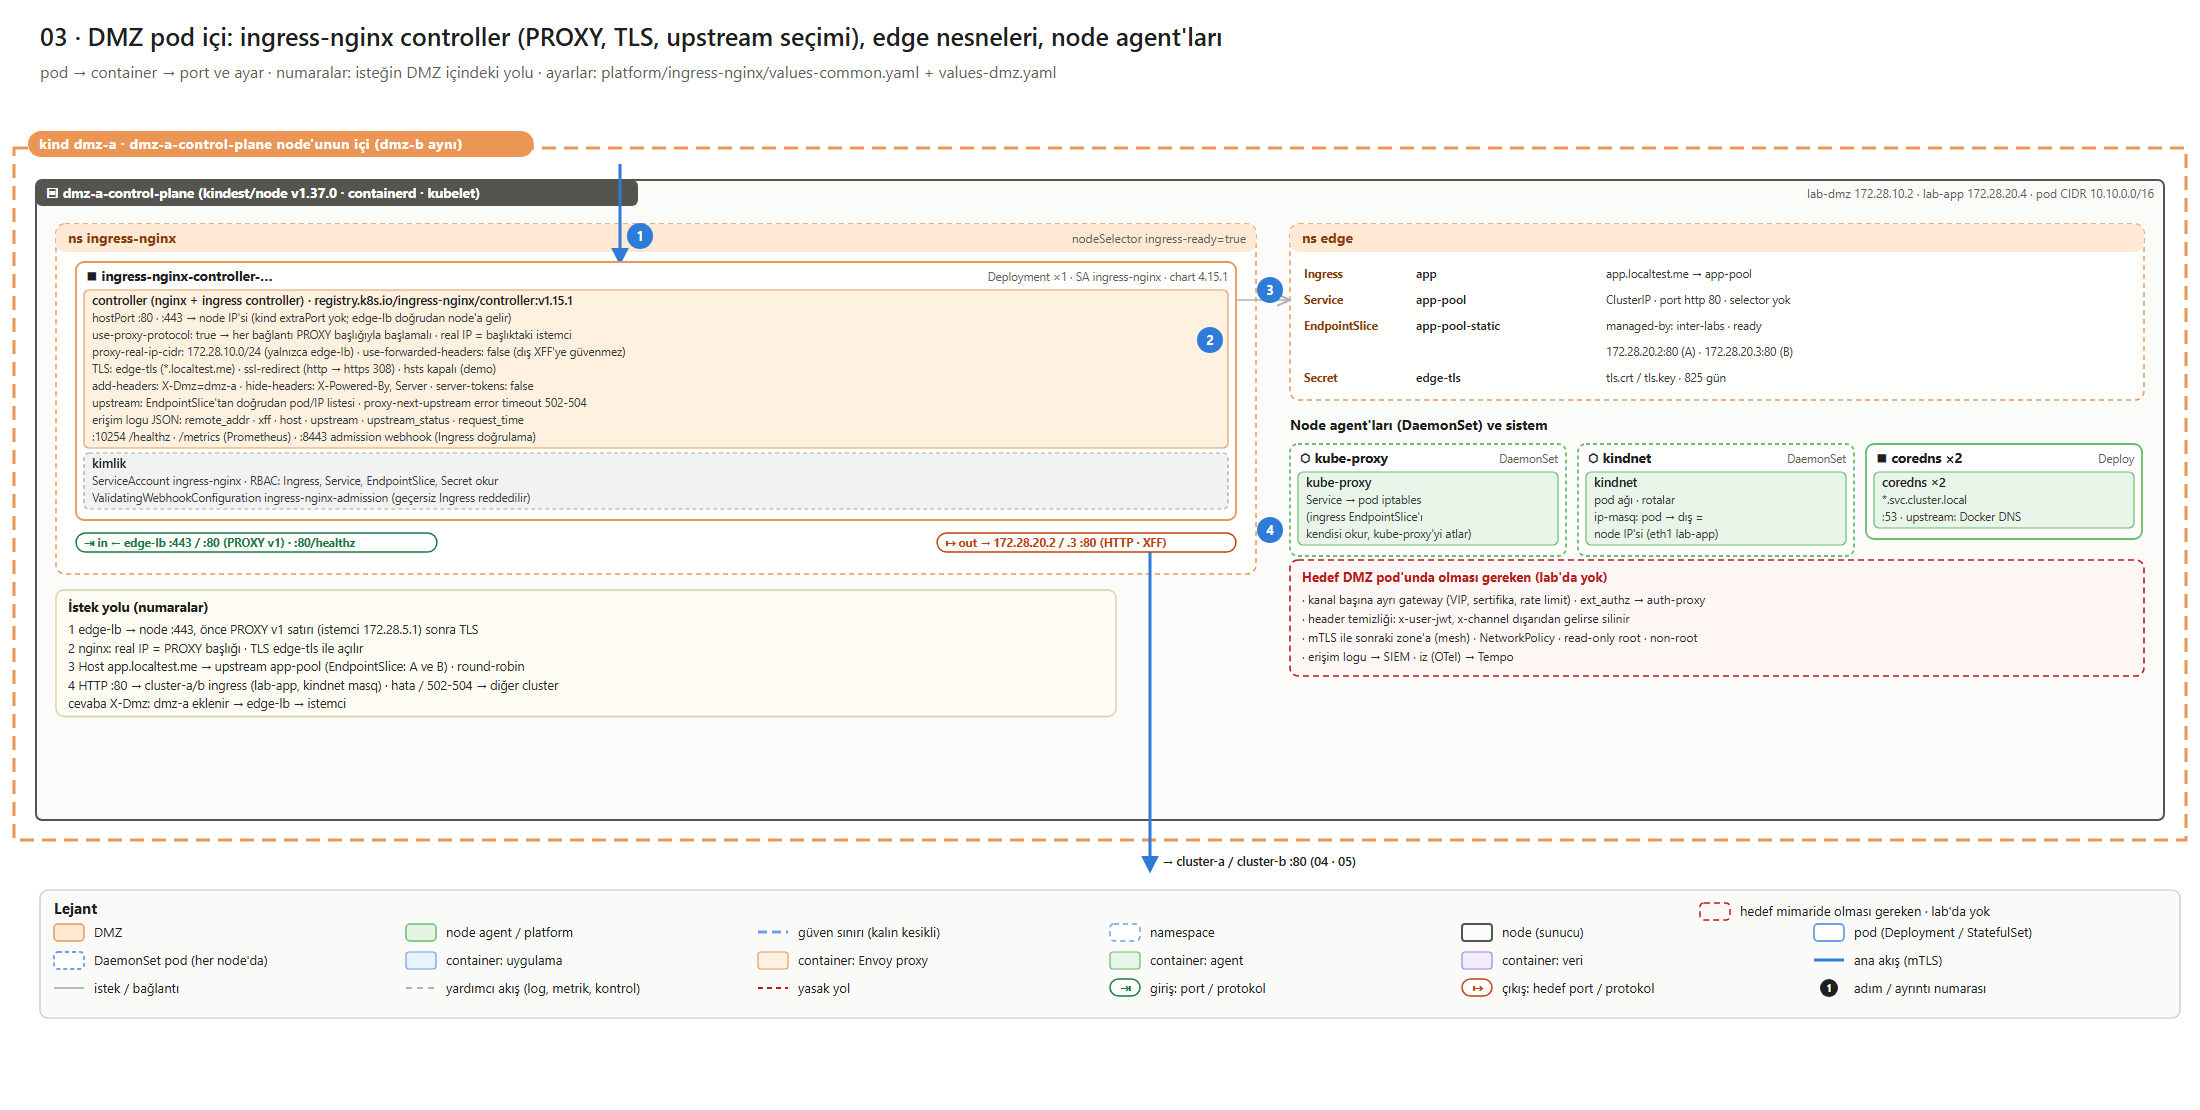 03 · DMZ pod içi: ingress-nginx controller (PROXY, TLS, upstream seçimi), edge nesneleri, node agent'ları
pod → container → port ve ayar · numaralar: isteğin DMZ içindeki yolu · ayarlar: platform/ingress-nginx/values-common.yaml + values-dmz.yaml
kind dmz-a · dmz-a-control-plane node'unun içi (dmz-b aynı)
dmz-a-control-plane (kindest/node v1.37.0 · containerd · kubelet)
lab-dmz 172.28.10.2 · lab-app 172.28.20.4 · pod CIDR 10.10.0.0/16
1
ns ingress-nginx
nodeSelector ingress-ready=true
ingress-nginx-controller-...
Deployment ×1 · SA ingress-nginx · chart 4.15.1
controller (nginx + ingress controller) · registry.k8s.io/ingress-nginx/controller:v1.15.1
hostPort :80 · :443 → node IP'si (kind extraPort yok; edge-lb doğrudan node'a gelir)
use-proxy-protocol: true → her bağlantı PROXY başlığıyla başlamalı · real IP = başlıktaki istemci
proxy-real-ip-cidr: 172.28.10.0/24 (yalnızca edge-lb) · use-forwarded-headers: false (dış XFF'ye güvenmez)
TLS: edge-tls (*.localtest.me) · ssl-redirect (http → https 308) · hsts kapalı (demo)
add-headers: X-Dmz=dmz-a · hide-headers: X-Powered-By, Server · server-tokens: false
upstream: EndpointSlice'tan doğrudan pod/IP listesi · proxy-next-upstream error timeout 502-504
erişim logu JSON: remote_addr · xff · host · upstream · upstream_status · request_time
:10254 /healthz · /metrics (Prometheus) · :8443 admission webhook (Ingress doğrulama)
2
kimlik
ServiceAccount ingress-nginx · RBAC: Ingress, Service, EndpointSlice, Secret okur
ValidatingWebhookConfiguration ingress-nginx-admission (geçersiz Ingress reddedilir)
⇥ in ← edge-lb :443 / :80 (PROXY v1) · :80/healthz
↦ out → 172.28.20.2 / .3 :80 (HTTP · XFF)
3
4
ns edge
Ingress app app.localtest.me → app-pool
Service app-pool ClusterIP · port http 80 · selector yok
EndpointSlice app-pool-static managed-by: inter-labs · ready
172.28.20.2:80 (A) · 172.28.20.3:80 (B)
Secret edge-tls tls.crt / tls.key · 825 gün
Node agent'ları (DaemonSet) ve sistem
kube-proxy DaemonSet
kube-proxy
Service → pod iptables
(ingress EndpointSlice'ı
kendisi okur, kube-proxy'yi atlar)
kindnet DaemonSet
kindnet
pod ağı · rotalar
ip-masq: pod → dış =
node IP'si (eth1 lab-app)
coredns ×2 Deploy
coredns ×2
*.svc.cluster.local
:53 · upstream: Docker DNS
Hedef DMZ pod'unda olması gereken (lab'da yok)
· kanal başına ayrı gateway (VIP, sertifika, rate limit) · ext_authz → auth-proxy
· header temizliği: x-user-jwt, x-channel dışarıdan gelirse silinir
· mTLS ile sonraki zone'a (mesh) · NetworkPolicy · read-only root · non-root
· erişim logu → SIEM · iz (OTel) → Tempo
İstek yolu (numaralar)
1 edge-lb → node :443, önce PROXY v1 satırı (istemci 172.28.5.1) sonra TLS
2 nginx: real IP = PROXY başlığı · TLS edge-tls ile açılır
3 Host app.localtest.me → upstream app-pool (EndpointSlice: A ve B) · round-robin
4 HTTP :80 → cluster-a/b ingress (lab-app, kindnet masq) · hata / 502-504 → diğer cluster
cevaba X-Dmz: dmz-a eklenir → edge-lb → istemci
→ cluster-a / cluster-b :80 (04 · 05)
Lejant
hedef mimaride olması gereken · lab'da yok
DMZ
node agent / platform
güven sınırı (kalın kesikli)
namespace
node (sunucu)
pod (Deployment / StatefulSet)
DaemonSet pod (her node'da)
container: uygulama
container: Envoy proxy
container: agent
container: veri
ana akış (mTLS)
istek / bağlantı
yardımcı akış (log, metrik, kontrol)
yasak yol
⇥ giriş: port / protokol
↦ çıkış: hedef port / protokol
1 adım / ayrıntı numarası